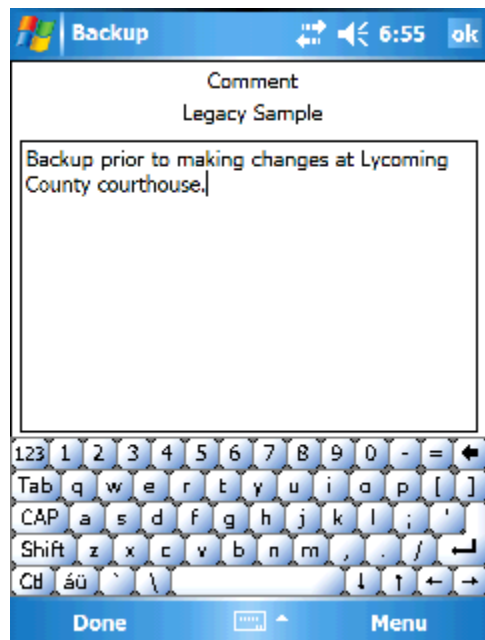 Backup 6:55 ok
Comment
Legacy Sample
Backup prior to making changes at Lycoming
County courthouse.
123 1 2 3 4 5 6 7 8 9 0 - =
Tab q w e r t y u i o p [ ]
CAP a s d f g h j k l ; '
Shift z x c v b n m , . /
Ctl áü ` \
Done Menu